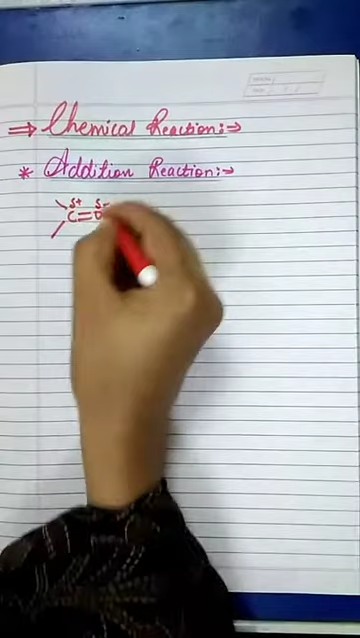 ⇒ Chemical Reaction:→
* Addition Reaction:→
δ+ δ-
C=O